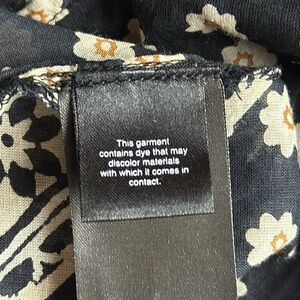 This garment
contains dye that may
discolor materials
with which it comes in
contact.